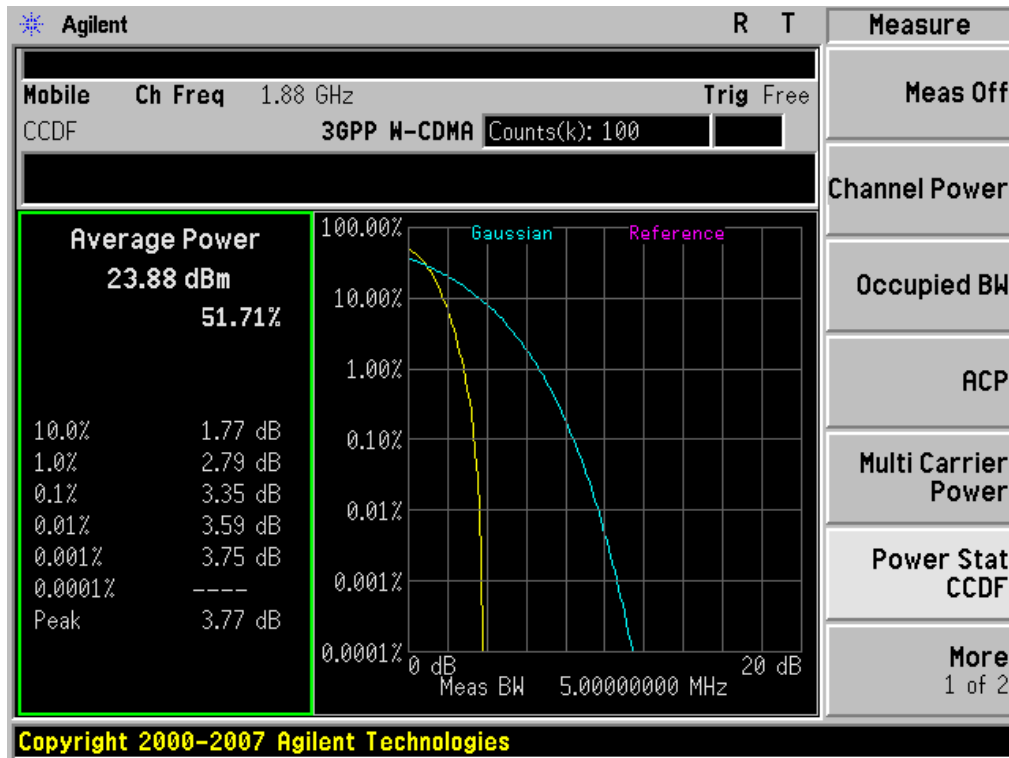 Agilent R T
Measure
Mobile Ch Freq 1.88 GHz Trig Free
CCDF 3GPP W-CDMA Counts(k): 100
Average Power
23.88 dBm
51.71%
10.0% 1.77 dB
1.0% 2.79 dB
0.1% 3.35 dB
0.01% 3.59 dB
0.001% 3.75 dB
0.0001% ----
Peak 3.77 dB
Gaussian Reference
100.00%
10.00%
1.00%
0.10%
0.01%
0.001%
0.0001%
0 dB 20 dB
Meas BW 5.00000000 MHz
Meas Off
Channel Power
Occupied BW
ACP
Multi Carrier
Power
Power Stat
CCDF
More
1 of 2
Copyright 2000-2007 Agilent Technologies